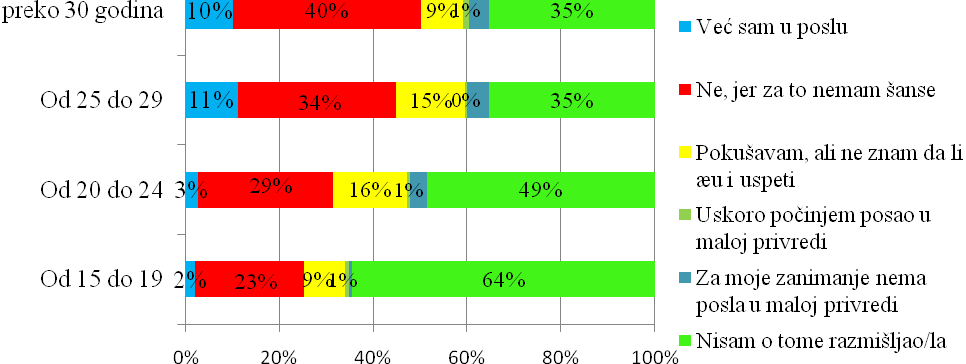 preko 30 godina
10% 40% 9% 1% 35%
Od 25 do 29
11% 34% 15% 0% 35%
Od 20 do 24
3% 29% 16% 1% 49%
Od 15 do 19
2% 23% 9% 1% 64%
0% 20% 40% 60% 80% 100%
Već sam u poslu
Ne, jer za to nemam šanse
Pokušavam, ali ne znam da li
æu i uspeti
Uskoro počinjem posao u
maloj privredi
Za moje zanimanje nema
posla u maloj privredi
Nisam o tome razmišljao/la